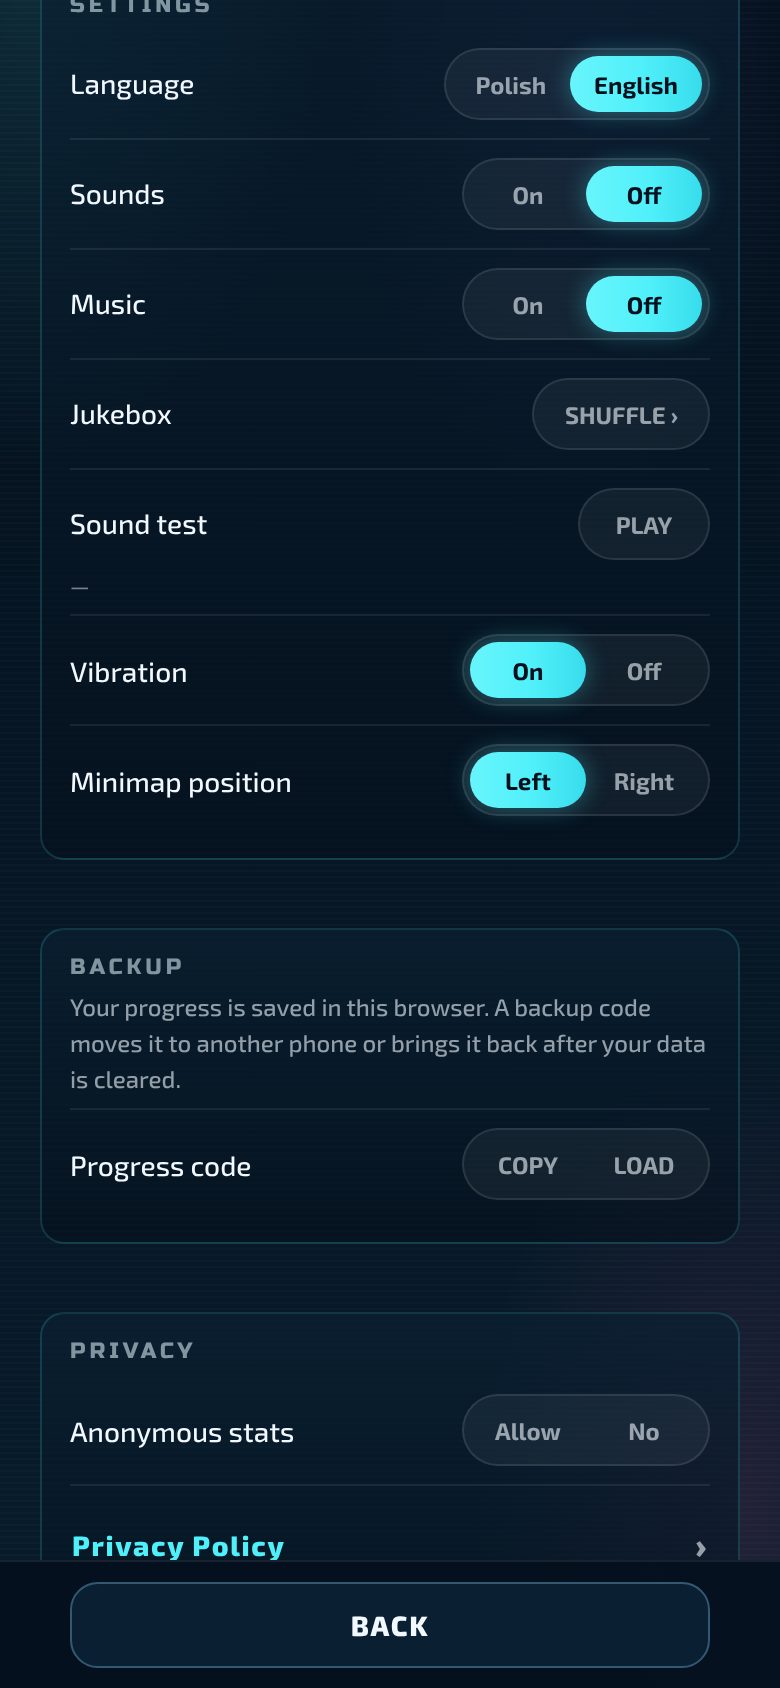 SETTINGS
Language Polish English
Sounds On Off
Music On Off
Jukebox SHUFFLE ›
Sound test PLAY
—
Vibration On Off
Minimap position Left Right
BACKUP
Your progress is saved in this browser. A backup code
moves it to another phone or brings it back after your data
is cleared.
Progress code COPY LOAD
PRIVACY
Anonymous stats Allow No
Privacy Policy ›
BACK